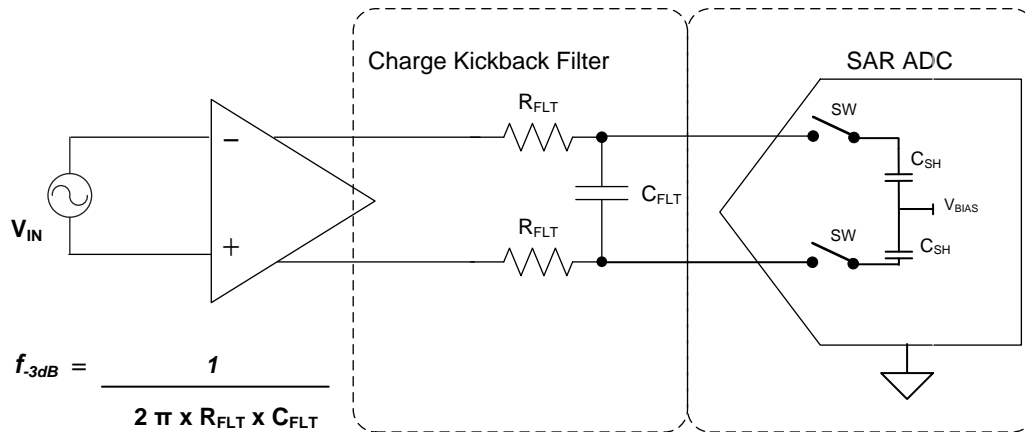 Charge Kickback Filter
SAR ADC
R_FLT
SW
C_SH
−
V_IN
C_FLT
V_BIAS
R_FLT
SW
+
C_SH
f_-3dB = 1
2 π x R_FLT x C_FLT